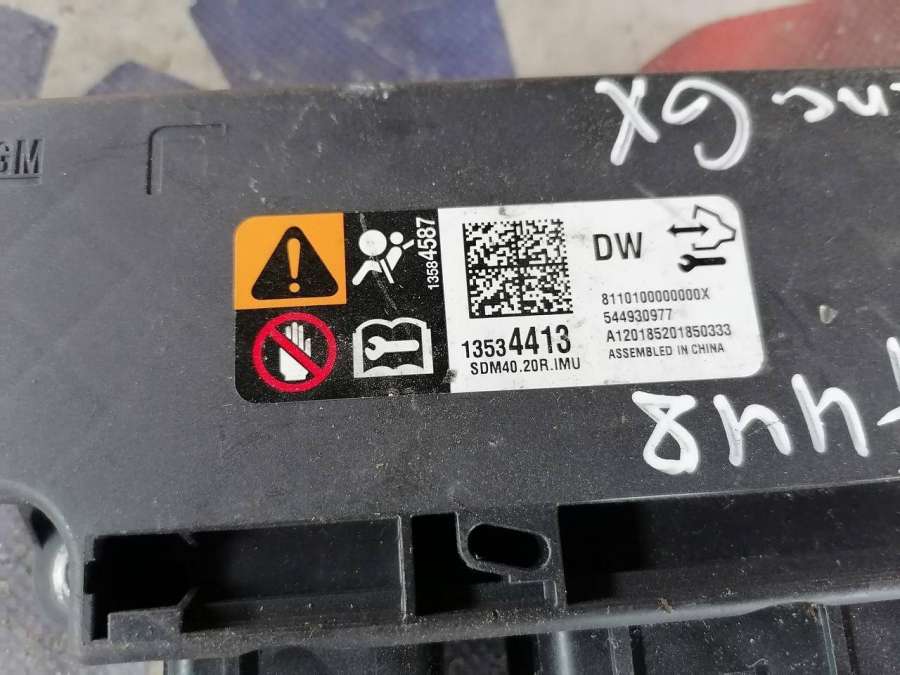 GM
GX
13584587
DW
8110100000000X
544930977
A120185201850333
ASSEMBLED IN CHINA
13534413
SDM40.20R.IMU
448